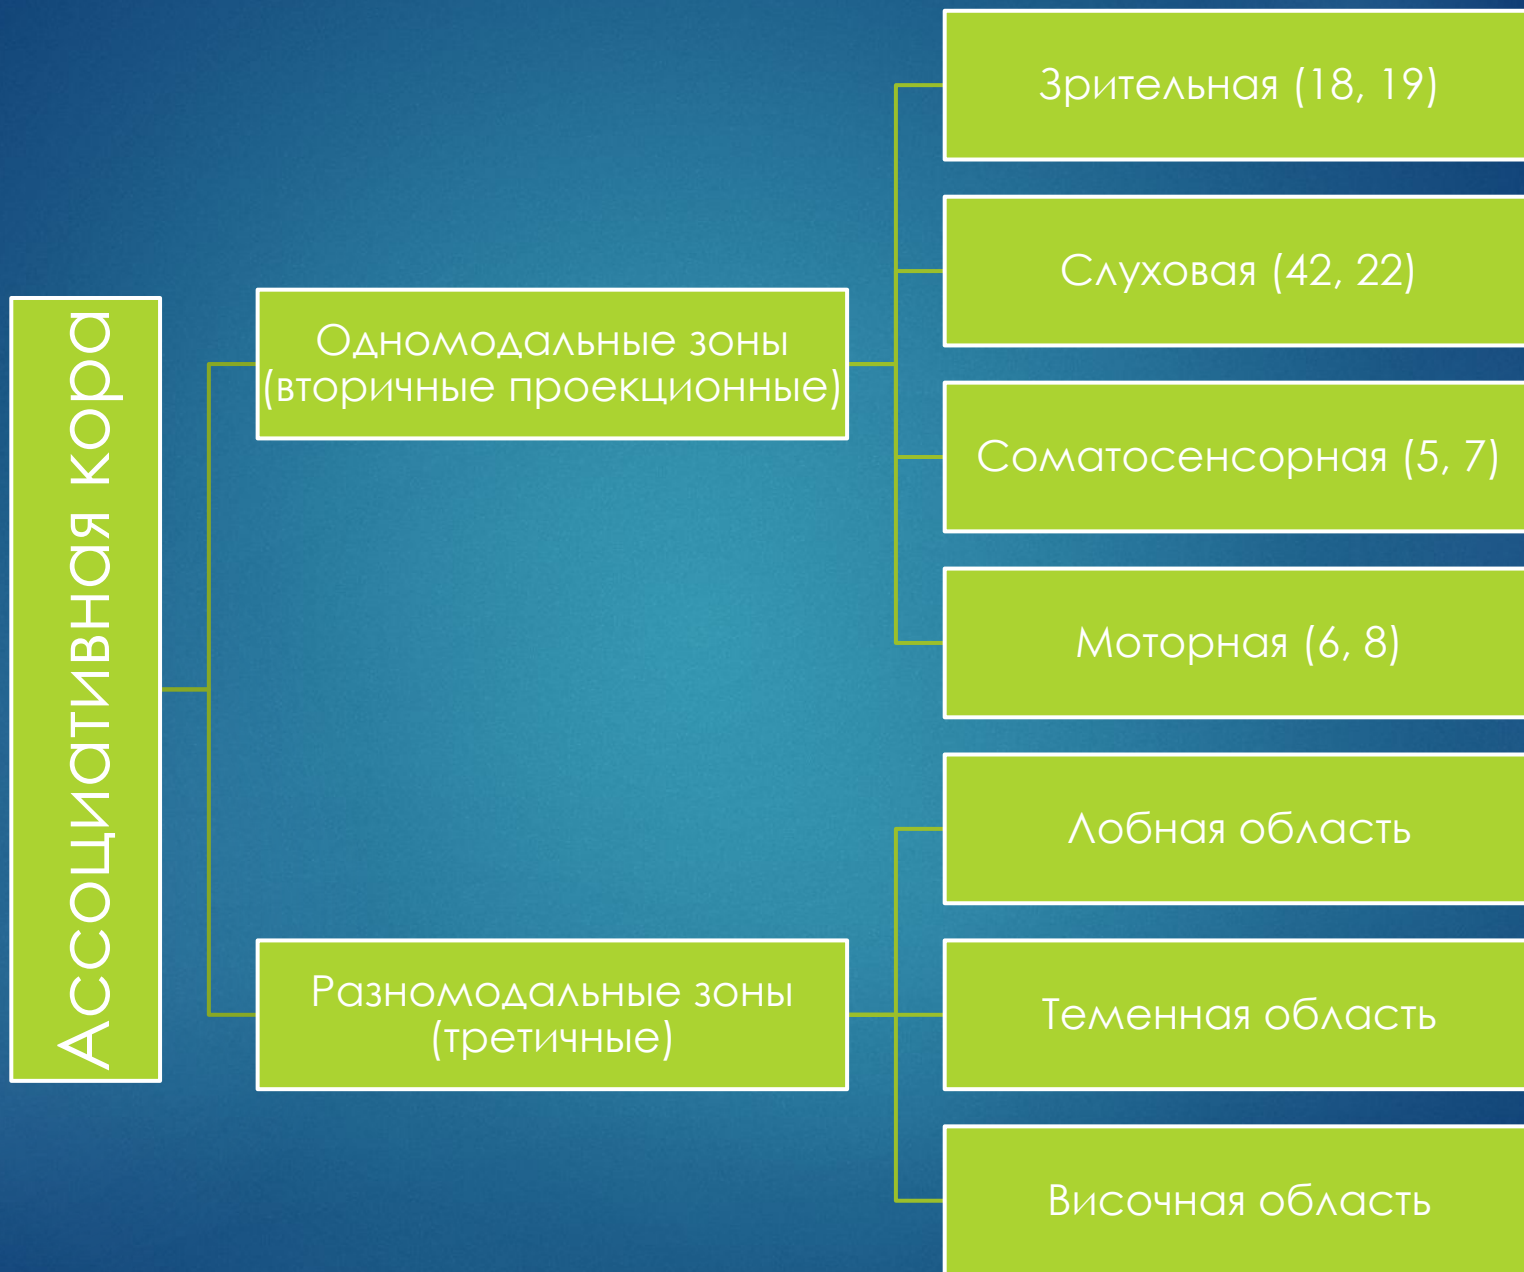 Ассоциативная кора
Одномодальные зоны
(вторичные проекционные)
Зрительная (18, 19)
Слуховая (42, 22)
Соматосенсорная (5, 7)
Моторная (6, 8)
Разномодальные зоны
(третичные)
Лобная область
Теменная область
Височная область